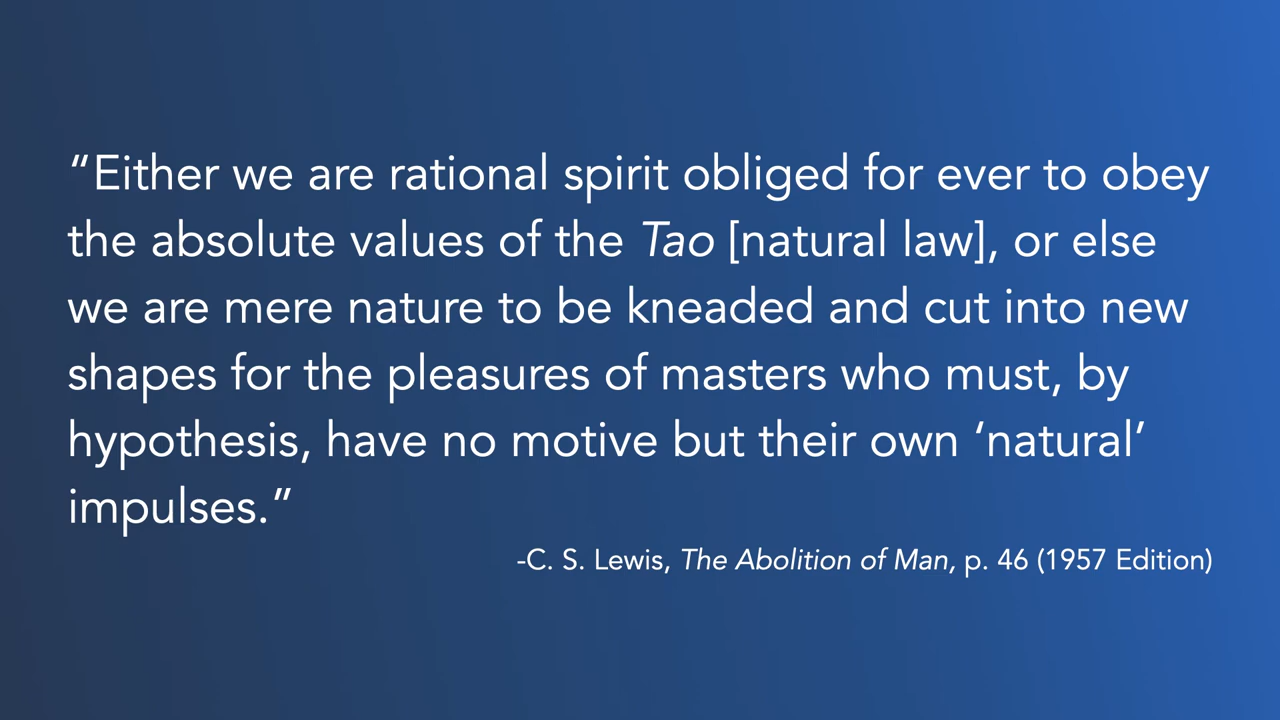 “Either we are rational spirit obliged for ever to obey
the absolute values of the Tao [natural law], or else
we are mere nature to be kneaded and cut into new
shapes for the pleasures of masters who must, by
hypothesis, have no motive but their own ‘natural’
impulses.”
-C. S. Lewis, The Abolition of Man, p. 46 (1957 Edition)